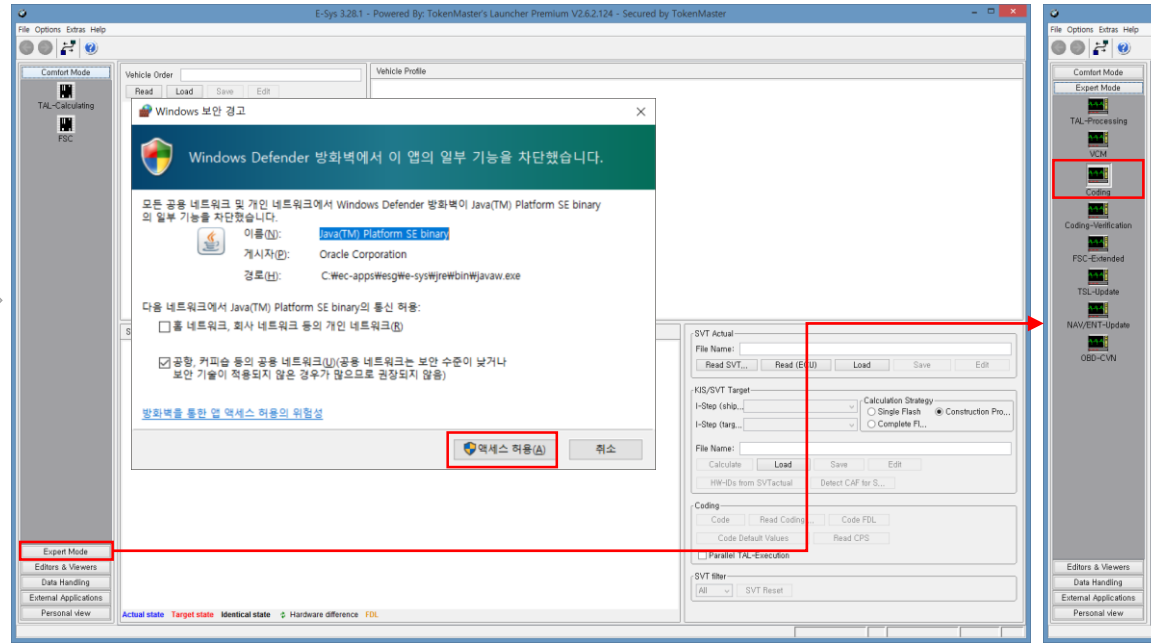 E-Sys 3.28.1 - Powered By: TokenMaster's Launcher Premium V2.6.2.124 - Secured by TokenMaster
File Options Extras Help
Comfort Mode
TAL-Calculating
FSC
Vehicle Order
Read Load Save Edit
Vehicle Profile
Windows 보안 경고
Windows Defender 방화벽에서 이 앱의 일부 기능을 차단했습니다.
모든 공용 네트워크 및 개인 네트워크에서 Windows Defender 방화벽이 Java(TM) Platform SE binary
의 일부 기능을 차단했습니다.
이름(N): Java(TM) Platform SE binary
게시자(P): Oracle Corporation
경로(H): C:₩ec-apps₩esg₩e-sys₩jre₩bin₩javaw.exe
다음 네트워크에서 Java(TM) Platform SE binary의 통신 허용:
홈 네트워크, 회사 네트워크 등의 개인 네트워크(R)
공항, 커피숍 등의 공용 네트워크(U)(공용 네트워크는 보안 수준이 낮거나
보안 기술이 적용되지 않은 경우가 많으므로 권장되지 않음)
방화벽을 통한 앱 액세스 허용의 위험성
액세스 허용(A) 취소
S
SVT Actual
File Name:
Read SVT... Read (ECU) Load Save Edit
KIS/SVT Target
I-Step (ship...
Calculation Strategy
Single Flash Construction Pro...
I-Step (targ...
Complete Fl...
File Name:
Calculate Load Save Edit
HW-IDs from SVTactual Detect CAF for S...
Coding
Code Read Coding... Code FDL
Code Default Values Read CPS
Parallel TAL-Execution
SVT filter
All SVT Reset
Expert Mode
Editors & Viewers
Data Handling
External Applications
Personal view
Actual state Target state Identical state Hardware difference FDL
File Options Extras Help
Comfort Mode
Expert Mode
TAL-Processing
VCM
Coding
Coding-Verification
FSC-Extended
TSL-Update
NAV/ENT-Update
OBD-CVN
Editors & Viewers
Data Handling
External Applications
Personal view